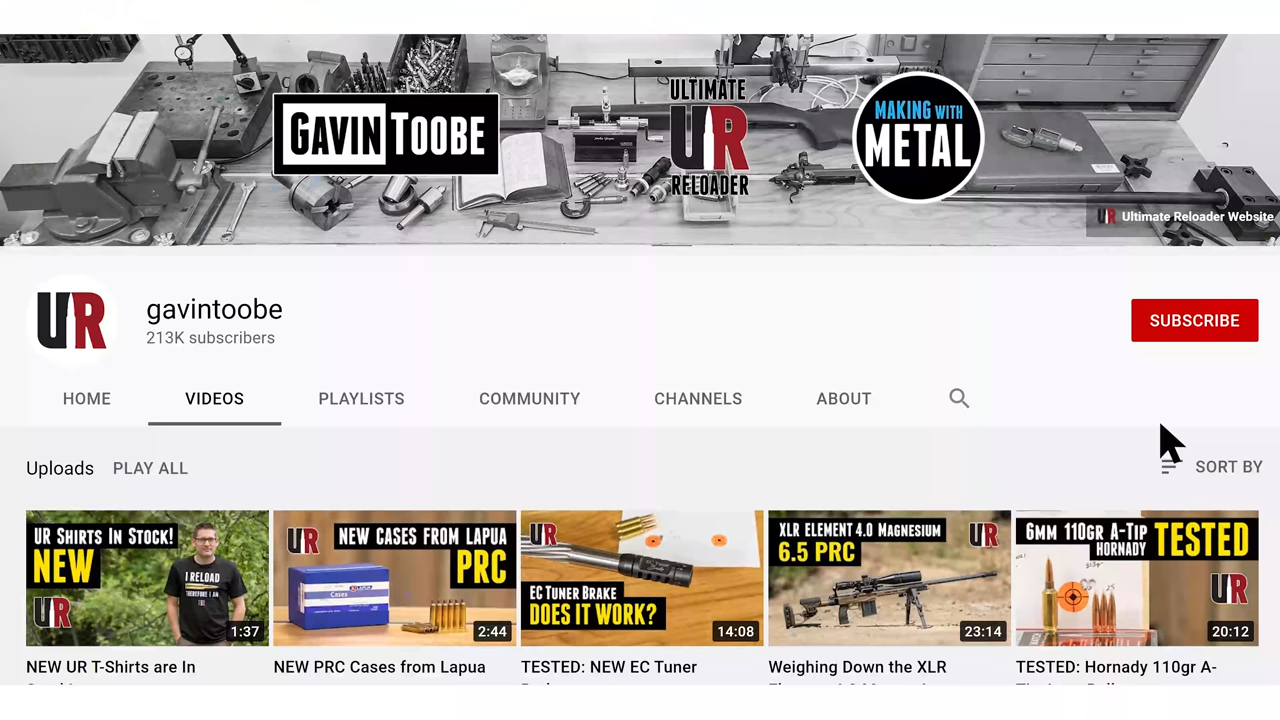 GAVIN TOOBE
ULTIMATE
UR
RELOADER
MAKING WITH
METAL
UR Ultimate Reloader Website
UR
gavintoobe
213K subscribers
SUBSCRIBE
HOME VIDEOS PLAYLISTS COMMUNITY CHANNELS ABOUT
Uploads PLAY ALL
SORT BY
UR SHIRTS IN STOCK!
NEW
I RELOAD
THEREFORE I AM
UR
1:37
NEW UR T-Shirts are In
UR
NEW CASES FROM LAPUA
PRC
Cases
2:44
NEW PRC Cases from Lapua
UR
EC TUNER BRAKE
DOES IT WORK?
14:08
TESTED: NEW EC Tuner
XLR ELEMENT 4.0 MAGNESIUM
6.5 PRC
UR
23:14
Weighing Down the XLR
6MM 110GR A-TIP
HORNADY TESTED
UR
20:12
TESTED: Hornady 110gr A-